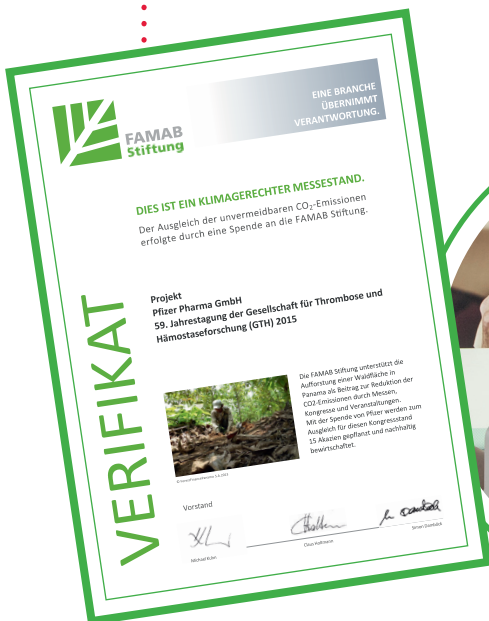 FAMAB
Stiftung
EINE BRANCHE
ÜBERNIMMT
VERANTWORTUNG.
DIES IST EIN KLIMAGERECHTER MESSESTAND.
Der Ausgleich der unvermeidbaren CO₂-Emissionen
erfolgte durch eine Spende an die FAMAB Stiftung.
VERIFIKAT
Projekt
Pfizer Pharma GmbH
59. Jahrestagung der Gesellschaft für Thrombose und
Hämostaseforschung (GTH) 2015
Die FAMAB Stiftung unterstützt die
Aufforstung einer Waldfläche in
Panama als Beitrag zur Reduktion der
CO2-Emissionen durch Messen,
Kongresse und Veranstaltungen.
Mit der Spende von Pfizer werden zum
Ausgleich für diesen Kongressstand
15 Akazien gepflanzt und nachhaltig
bewirtschaftet.
Vorstand
Michael Kühn
Claus Holtmann